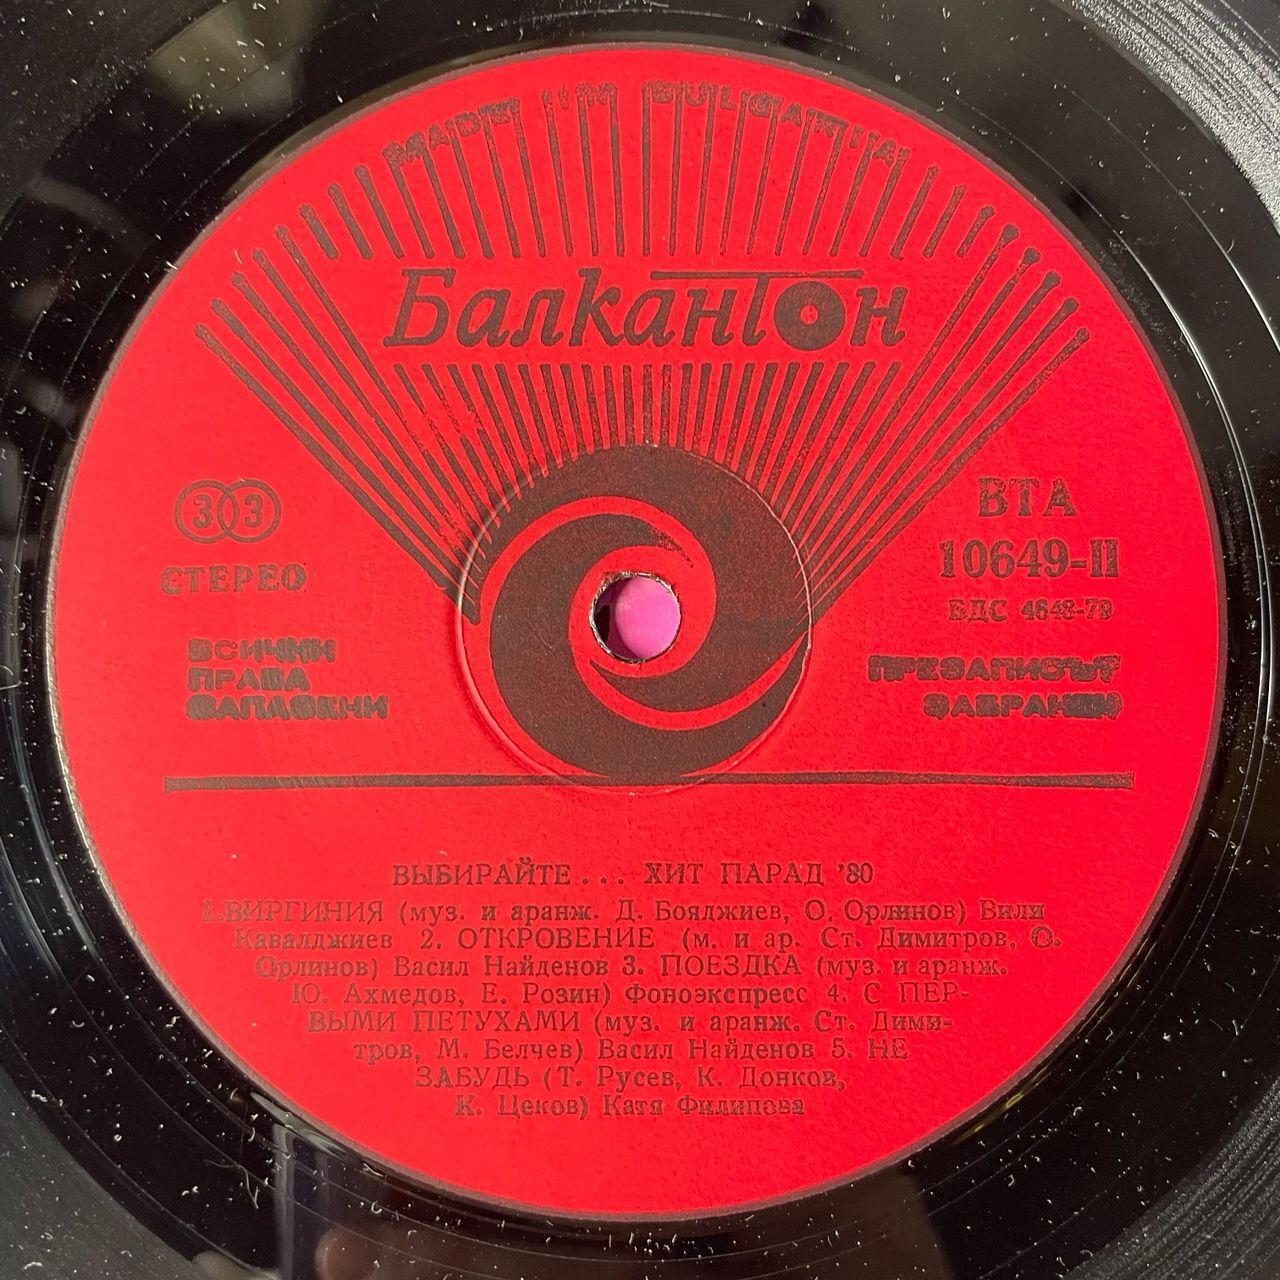 MADE IN BULGARIA
Балкантон
33
СТЕРЕО
ВСИЧКИ
ПРАВА
ЗАПАЗЕНИ
ВТА
10649-II
БДС 4648-79
ПРЕЗАПИСЪТ
ЗАБРАНЕН
ВЫБИРАЙТЕ... ХИТ ПАРАД '80
1. ВИРГИНИЯ (муз. и аранж. Д. Бояджиев, О. Орлинов) Вили
Кавалджиев 2. ОТКРОВЕНИЕ (м. и ар. Ст. Димитров, О.
Орлинов) Васил Найденов 3. ПОЕЗДКА (муз. и аранж.
Ю. Ахмедов, Е. Розин) Фоноэкспресс 4. С ПЕР-
ВЫМИ ПЕТУХАМИ (муз. и аранж. Ст. Дими-
тров, М. Белчев) Васил Найденов 5. НЕ
ЗАБУДЬ (Т. Русев, К. Донков,
К. Цеков) Катя Филипова